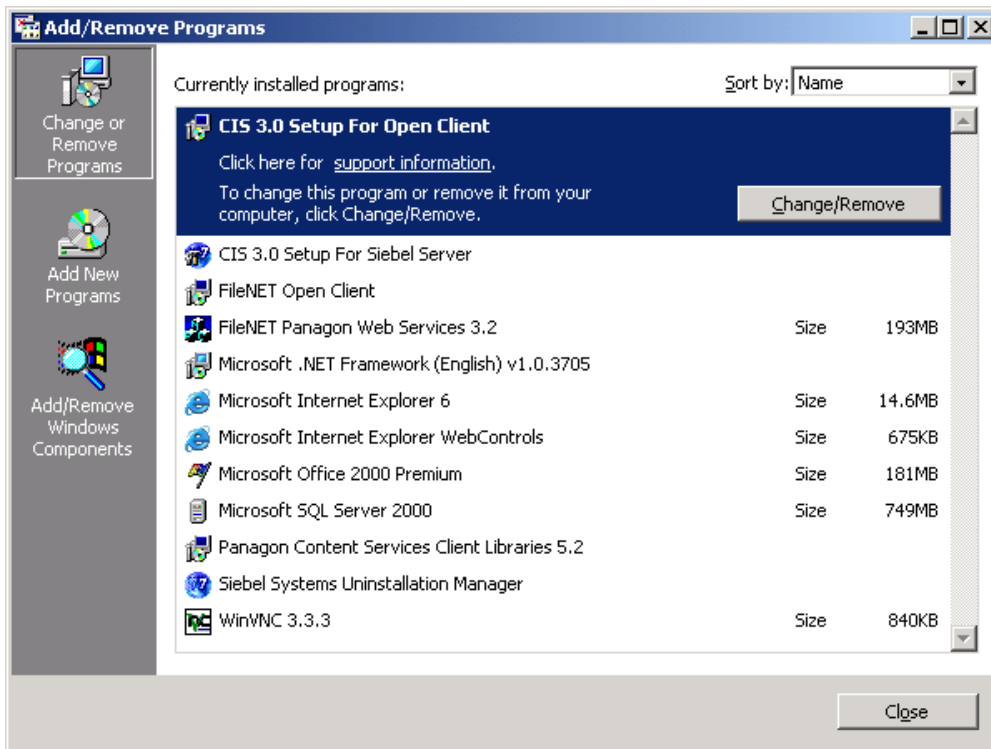 Add/Remove Programs
Change or
Remove
Programs
Add New
Programs
Add/Remove
Windows
Components
Currently installed programs:
Sort by: Name
CIS 3.0 Setup For Open Client
Click here for support information.
To change this program or remove it from your
computer, click Change/Remove.
Change/Remove
CIS 3.0 Setup For Siebel Server
FileNET Open Client
FileNET Panagon Web Services 3.2 Size 193MB
Microsoft .NET Framework (English) v1.0.3705
Microsoft Internet Explorer 6 Size 14.6MB
Microsoft Internet Explorer WebControls Size 675KB
Microsoft Office 2000 Premium Size 181MB
Microsoft SQL Server 2000 Size 749MB
Panagon Content Services Client Libraries 5.2
Siebel Systems Uninstallation Manager
WinVNC 3.3.3 Size 840KB
Close